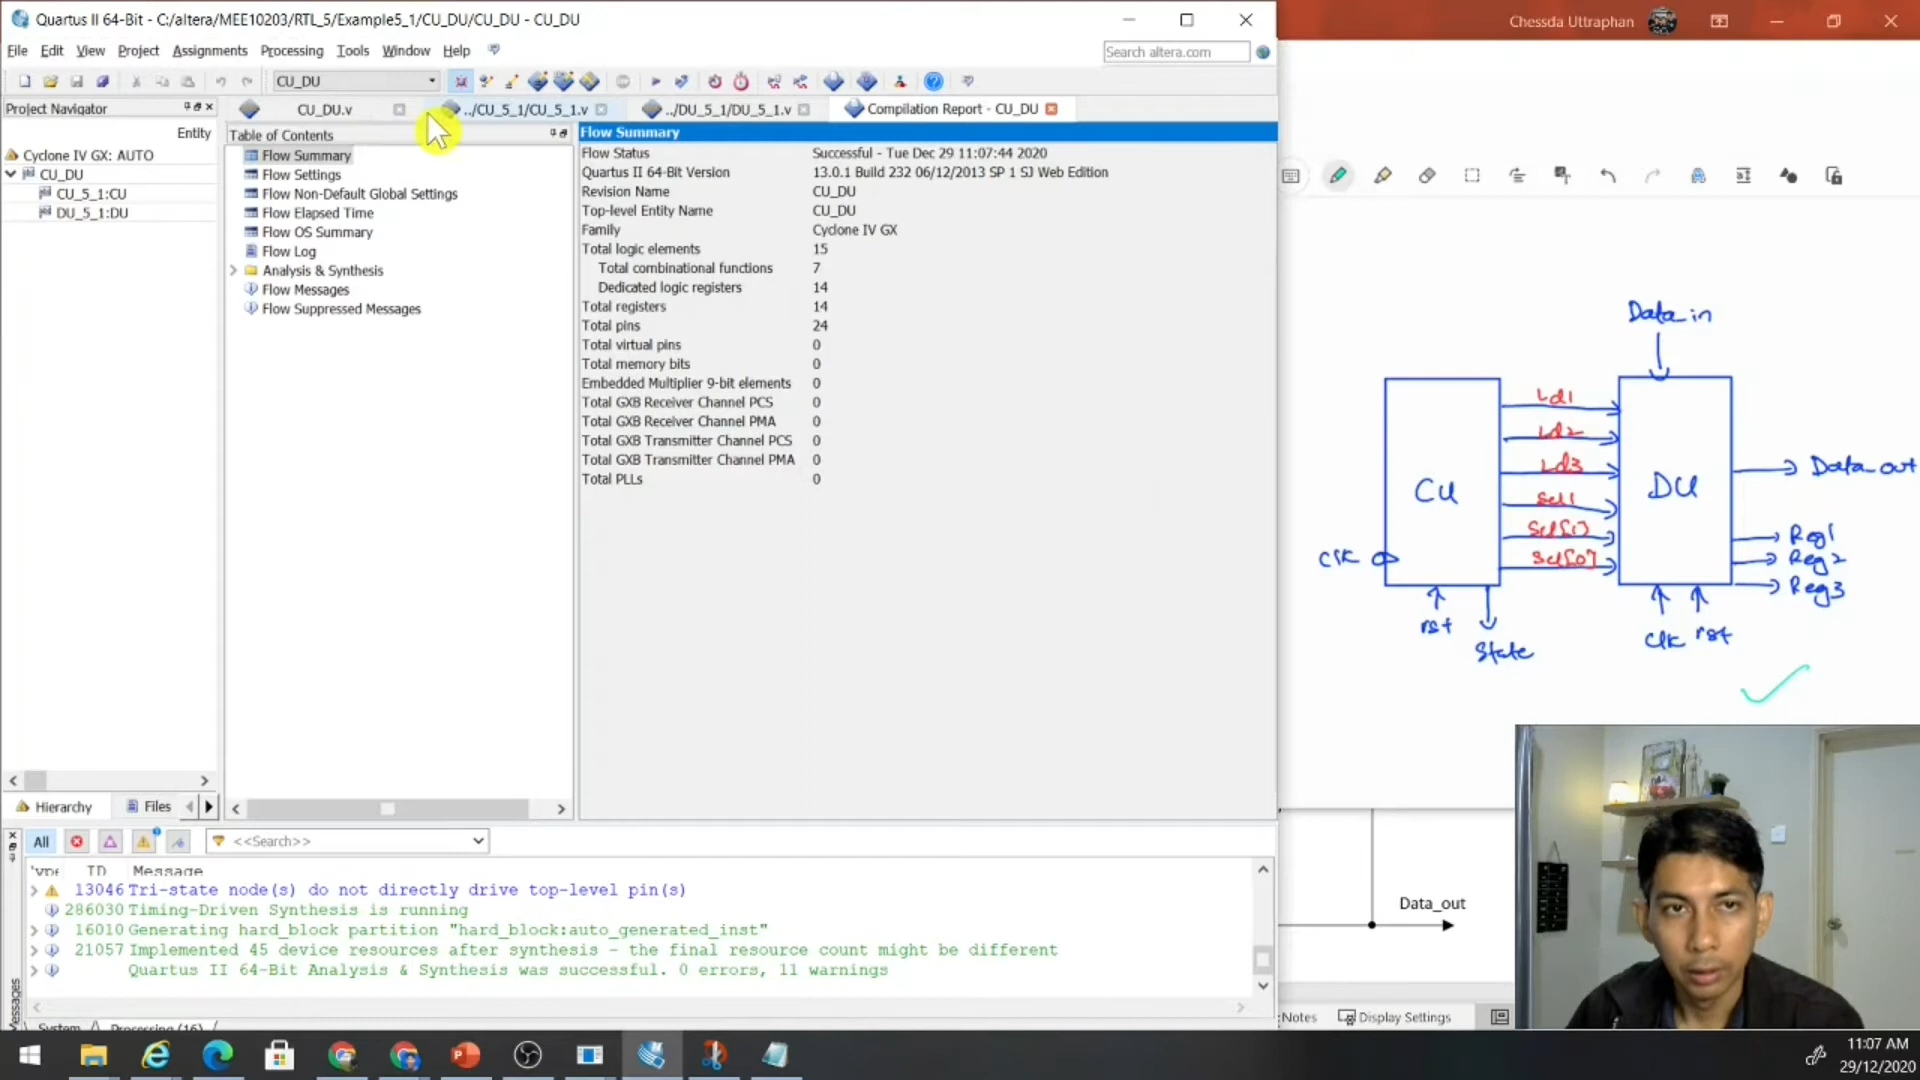 Quartus II 64-Bit - C:/altera/MEE10203/RTL_5/Example5_1/CU_DU/CU_DU - CU_DU
Chessda Uttraphan
File Edit View Project Assignments Processing Tools Window Help
Search altera.com
CU_DU
Project Navigator
CU_DU.v
../CU_5_1/CU_5_1.v
../DU_5_1/DU_5_1.v
Compilation Report - CU_DU
Entity
Cyclone IV GX: AUTO
CU_DU
CU_5_1:CU
DU_5_1:DU
Table of Contents
Flow Summary
Flow Settings
Flow Non-Default Global Settings
Flow Elapsed Time
Flow OS Summary
Flow Log
Analysis & Synthesis
Flow Messages
Flow Suppressed Messages
Flow Summary
Flow Status Successful - Tue Dec 29 11:07:44 2020
Quartus II 64-Bit Version 13.0.1 Build 232 06/12/2013 SP 1 SJ Web Edition
Revision Name CU_DU
Top-level Entity Name CU_DU
Family Cyclone IV GX
Total logic elements 15
Total combinational functions 7
Dedicated logic registers 14
Total registers 14
Total pins 24
Total virtual pins 0
Total memory bits 0
Embedded Multiplier 9-bit elements 0
Total GXB Receiver Channel PCS 0
Total GXB Receiver Channel PMA 0
Total GXB Transmitter Channel PCS 0
Total GXB Transmitter Channel PMA 0
Total PLLs 0
Data_in
Ld1
Ld2
Ld3
Sel1
Sel[1]
Sel[0]
CU
DU
Data_out
Reg1
Reg2
Reg3
Clk
rst
State
Clk rst
Hierarchy
Files
All
<<Search>>
ID Message
13046 Tri-state node(s) do not directly drive top-level pin(s)
286030 Timing-Driven Synthesis is running
16010 Generating hard_block partition "hard_block:auto_generated_inst"
21057 Implemented 45 device resources after synthesis - the final resource count might be different
Quartus II 64-Bit Analysis & Synthesis was successful. 0 errors, 11 warnings
Messages
System
Processing (16)
Data_out
Notes
Display Settings
11:07 AM
29/12/2020